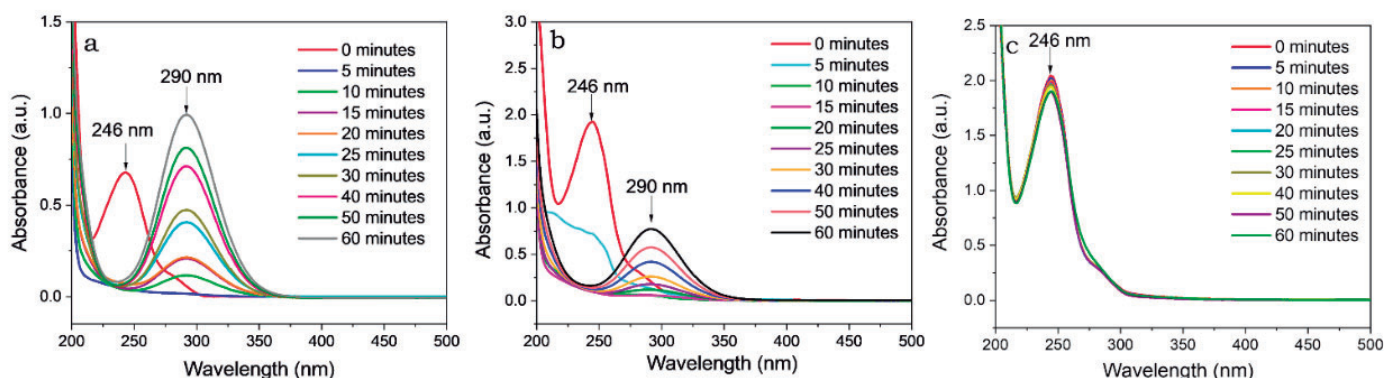 a
246 nm
290 nm
0 minutes
5 minutes
10 minutes
15 minutes
20 minutes
25 minutes
30 minutes
40 minutes
50 minutes
60 minutes
Absorbance (a.u.)
1.5
1.0
0.5
0.0
200 250 300 350 400 450 500
Wavelength (nm)
b
246 nm
290 nm
0 minutes
5 minutes
10 minutes
15 minutes
20 minutes
25 minutes
30 minutes
40 minutes
50 minutes
60 minutes
Absorbance (a.u.)
3.0
2.5
2.0
1.5
1.0
0.5
0.0
200 250 300 350 400 450 500
Wavelength (nm)
c
246 nm
0 minutes
5 minutes
10 minutes
15 minutes
20 minutes
25 minutes
30 minutes
40 minutes
50 minutes
60 minutes
Absorbance (a.u.)
2.5
2.0
1.5
1.0
0.5
0.0
200 250 300 350 400 450 500
Wavelength (nm)